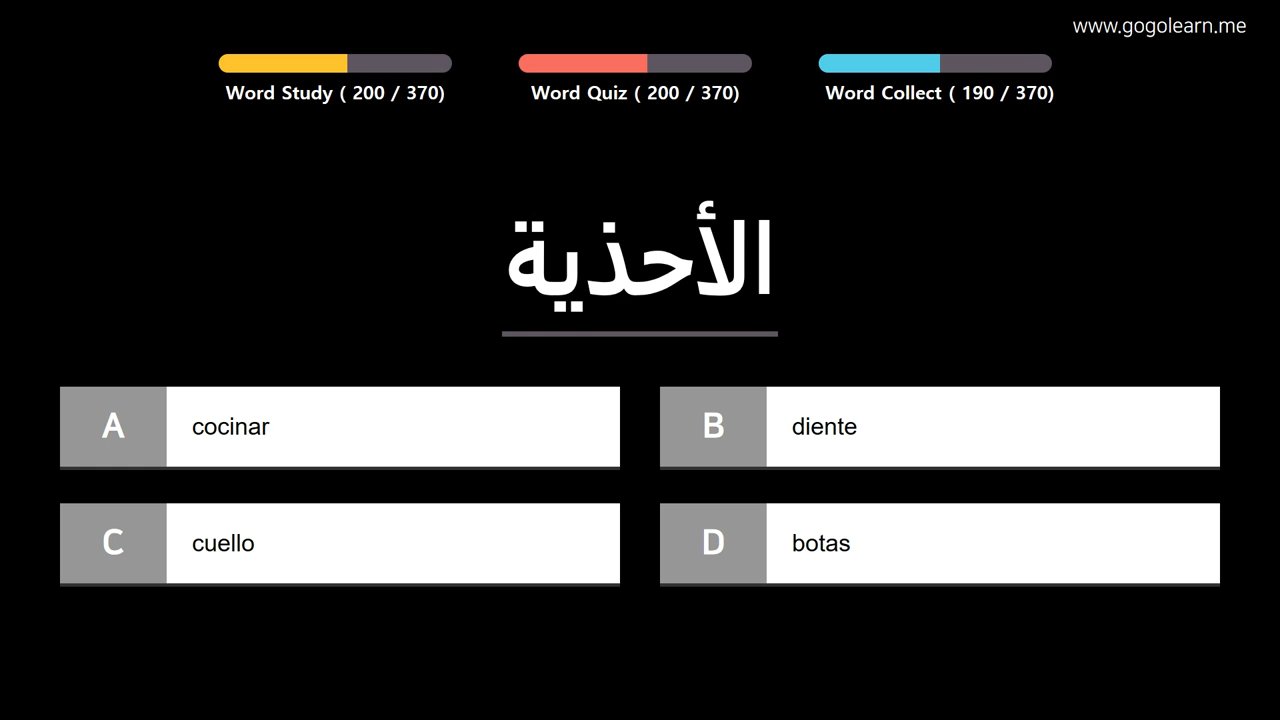 www.gogolearn.me
Word Study ( 200 / 370)
Word Quiz ( 200 / 370)
Word Collect ( 190 / 370)
الأحذية
A cocinar
B diente
C cuello
D botas